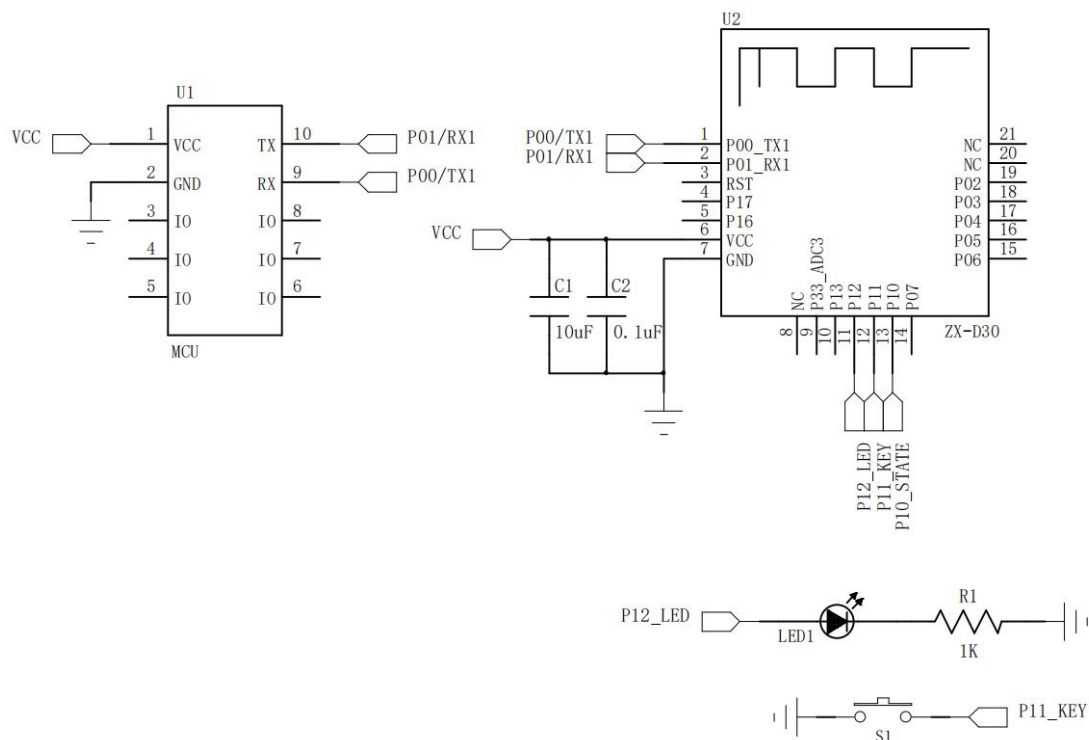 U1
VCC
1
VCC
TX
10
P01/RX1
2
GND
RX
9
P00/TX1
3
IO
IO
8
4
IO
IO
7
5
IO
IO
6
MCU
U2
P00/TX1
1
P00_TX1
NC
21
P01/RX1
2
P01_RX1
NC
20
3
RST
P02
19
4
P17
P03
18
5
P16
P04
17
VCC
6
VCC
P05
16
7
GND
P06
15
NC
P33_ADC3
P13
P12
P11
P10
P07
8
9
10
11
12
13
14
ZX-D30
C1
10uF
C2
0.1uF
P12_LED
P11_KEY
P10_STATE
P12_LED
LED1
R1
1K
P11_KEY
S1